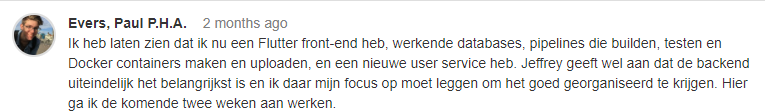 Evers, Paul P.H.A. 2 months ago
Ik heb laten zien dat ik nu een Flutter front-end heb, werkende databases, pipelines die builden, testen en
Docker containers maken en uploaden, en een nieuwe user service heb. Jeffrey geeft wel aan dat de backend
uiteindelijk het belangrijkst is en ik daar mijn focus op moet leggen om het goed georganiseerd te krijgen. Hier
ga ik de komende twee weken aan werken.